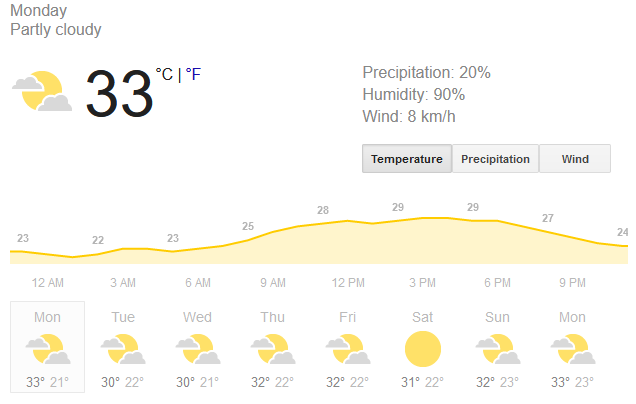 Monday
Partly cloudy
33 °C | °F
Precipitation: 20%
Humidity: 90%
Wind: 8 km/h
Temperature Precipitation Wind
23 22 23 25 28 29 29 27 24
12 AM 3 AM 6 AM 9 AM 12 PM 3 PM 6 PM 9 PM
Mon Tue Wed Thu Fri Sat Sun Mon
33° 21° 30° 22° 30° 21° 32° 22° 32° 22° 31° 22° 32° 23° 33° 23°